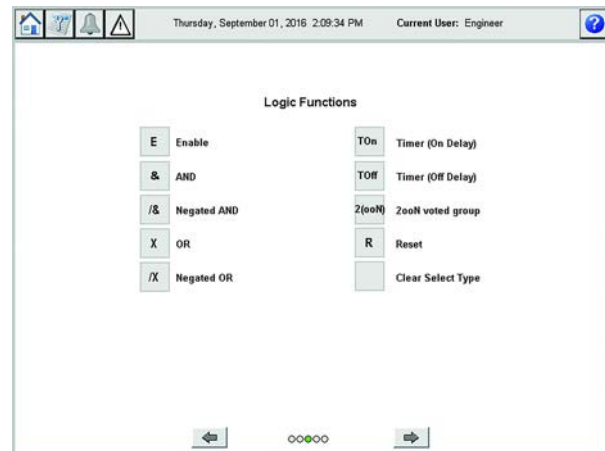 Thursday, September 01, 2016 2:09:34 PM Current User: Engineer ?
Logic Functions
E Enable
& AND
/& Negated AND
X OR
/X Negated OR
TOn Timer (On Delay)
TOff Timer (Off Delay)
2(ooN) 2ooN voted group
R Reset
Clear Select Type